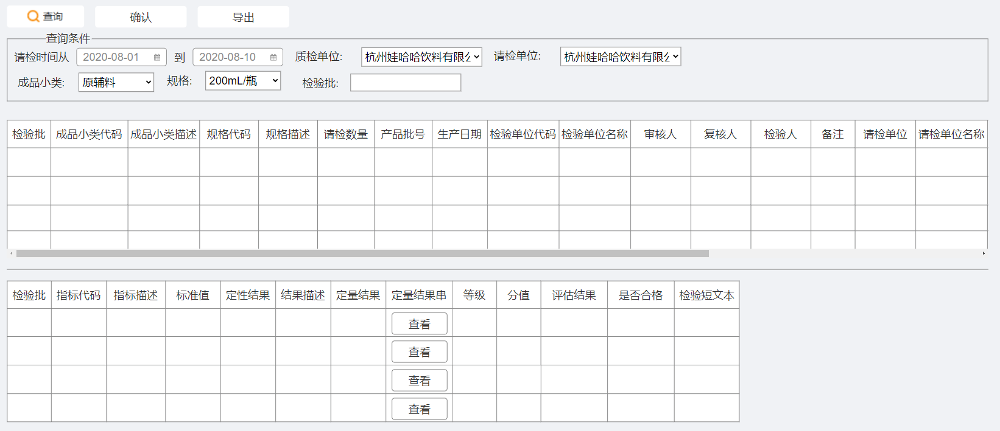 查询 确认 导出
查询条件
请检时间从 2020-08-01 到 2020-08-10 质检单位: 杭州娃哈哈饮料有限公 请检单位: 杭州娃哈哈饮料有限公
成品小类: 原辅料 规格: 200mL/瓶 检验批:
检验批 成品小类代码 成品小类描述 规格代码 规格描述 请检数量 产品批号 生产日期 检验单位代码 检验单位名称 审核人 复核人 检验人 备注 请检单位 请检单位名称
检验批 指标代码 指标描述 标准值 定性结果 结果描述 定量结果 定量结果串 等级 分值 评估结果 是否合格 检验短文本
查看
查看
查看
查看